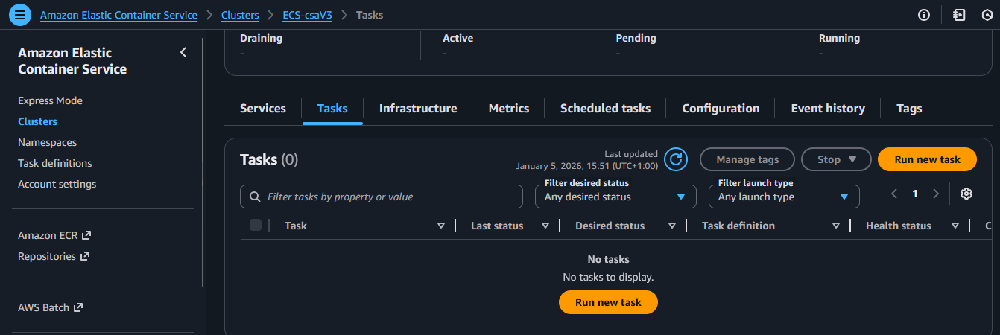 Amazon Elastic Container Service > Clusters > ECS-csaV3 > Tasks
Amazon Elastic
Container Service
Express Mode
Clusters
Namespaces
Task definitions
Account settings
Amazon ECR
Repositories
AWS Batch
Draining Active Pending Running
- - - -
Services Tasks Infrastructure Metrics Scheduled tasks Configuration Event history Tags
Tasks (0)
Last updated
January 5, 2026, 15:51 (UTC+1:00)
Manage tags Stop Run new task
Filter tasks by property or value
Filter desired status
Any desired status
Filter launch type
Any launch type
1
Task Last status Desired status Task definition Health status C
No tasks
No tasks to display.
Run new task